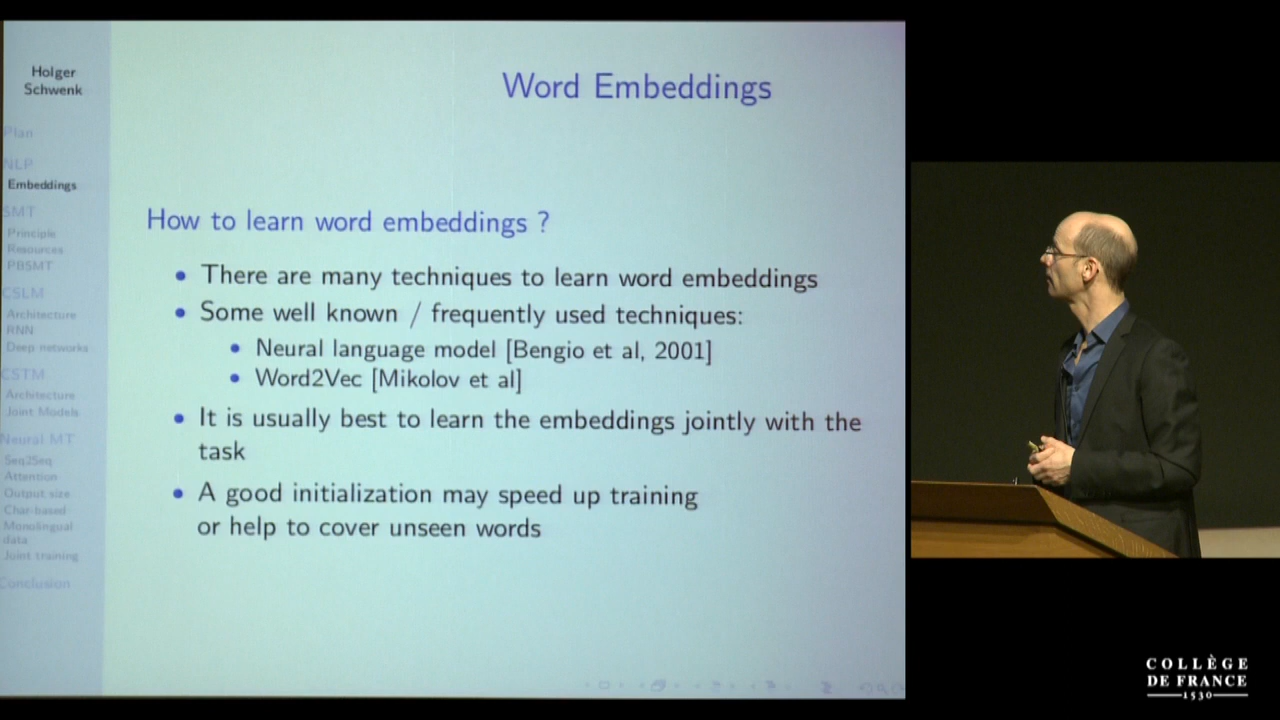 Holger
Schwenk
Plan
NLP
Embeddings
SMT
Principle
Resources
PBSMT
CSLM
Architecture
RNN
Deep networks
CSTM
Architecture
Joint Models
Neural MT
Seq2Seq
Attention
Output size
Char-based
Monolingual
data
Joint training
Conclusion
Word Embeddings
How to learn word embeddings ?
• There are many techniques to learn word embeddings
• Some well known / frequently used techniques:
• Neural language model [Bengio et al, 2001]
• Word2Vec [Mikolov et al]
• It is usually best to learn the embeddings jointly with the
task
• A good initialization may speed up training
or help to cover unseen words
COLLÈGE
DE FRANCE
1530